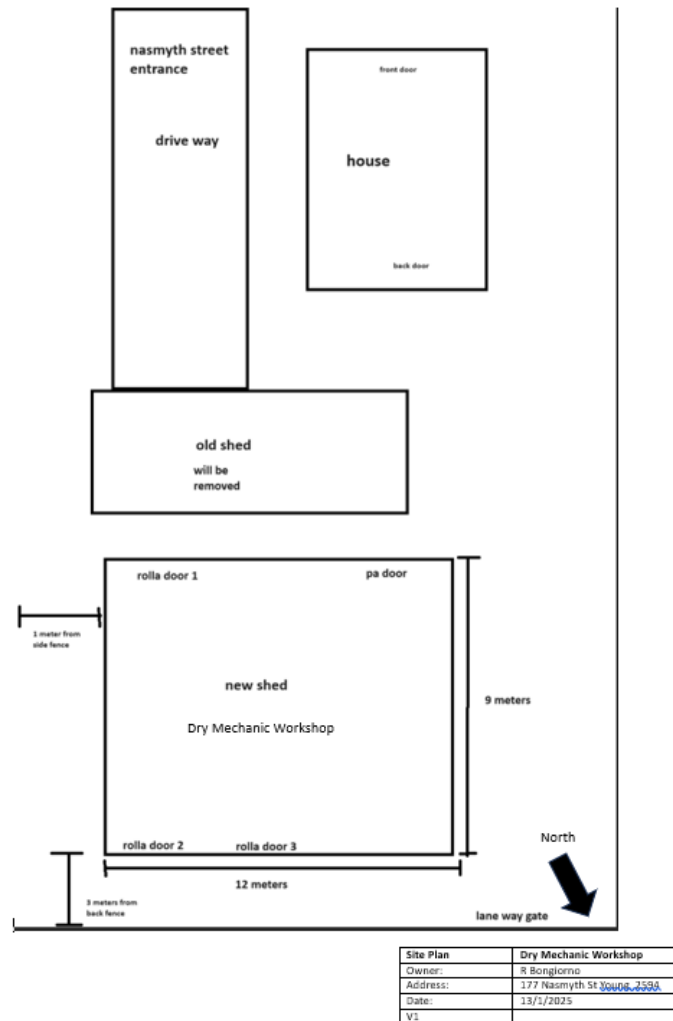 nasmyth street
entrance
drive way
front door
house
back door
old shed
will be
removed
rolla door 1
pa door
1 meter from
side fence
new shed
Dry Mechanic Workshop
9 meters
rolla door 2
rolla door 3
12 meters
3 meters from
back fence
North
lane way gate
Site Plan Dry Mechanic Workshop
Owner: R Bongiorno
Address: 177 Nasmyth St Young, 2594
Date: 13/1/2025
V1